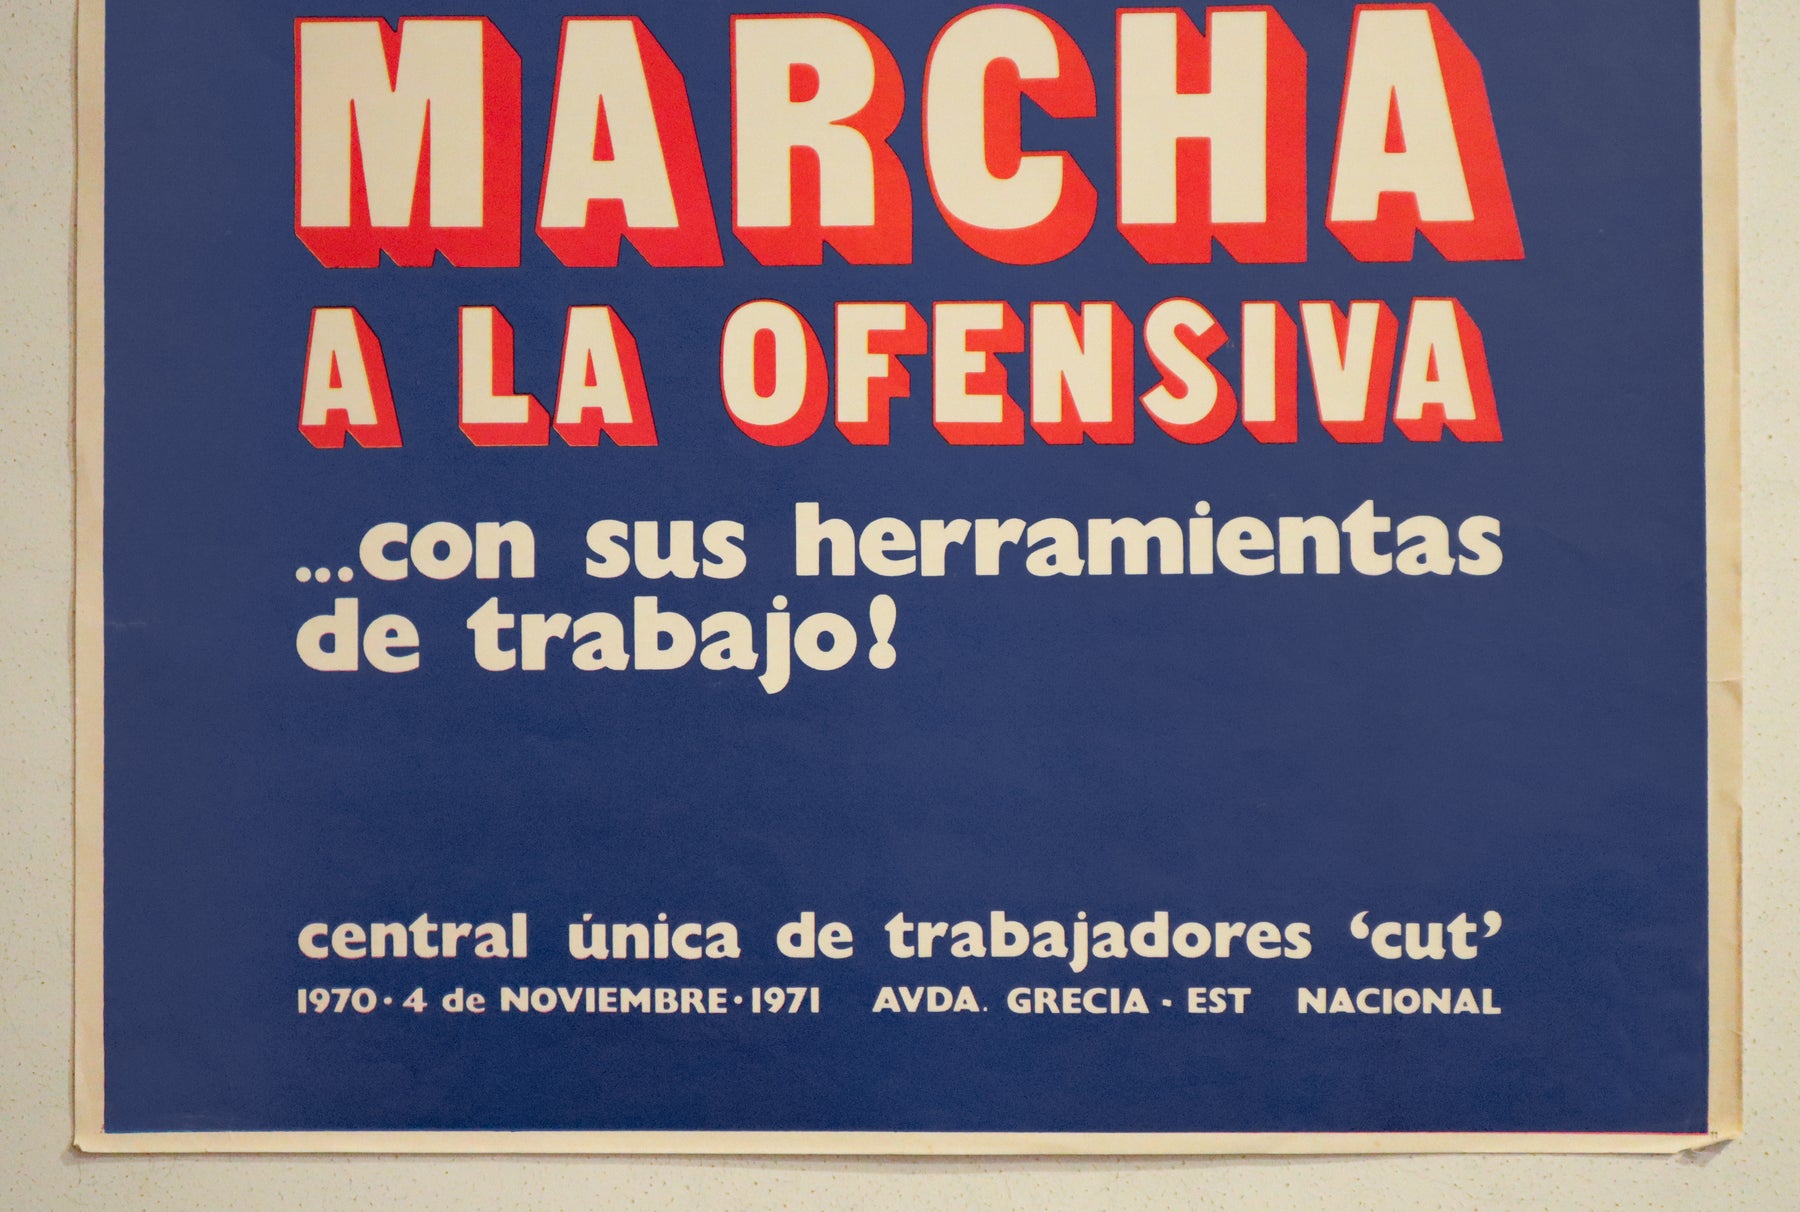 MARCHA
A LA OFENSIVA
...con sus herramientas
de trabajo!
central única de trabajadores ‘cut’
1970 · 4 de NOVIEMBRE · 1971 AVDA. GRECIA - EST NACIONAL